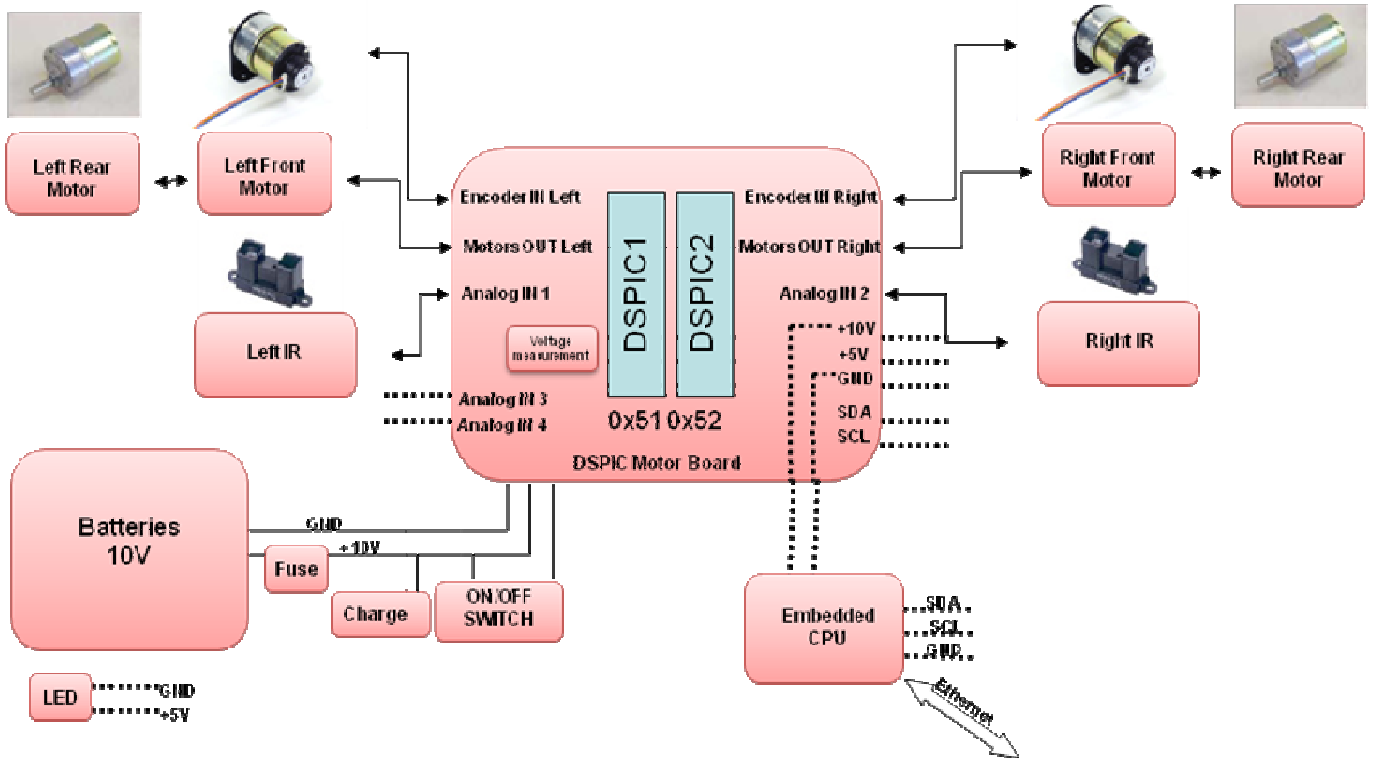 Left Rear
Motor
Left Front
Motor
Right Front
Motor
Right Rear
Motor
Encoder IN Left
Encoder IN Right
Motors OUT Left
Motors OUT Right
Analog IN 1
Analog IN 2
DSPIC1
DSPIC2
Left IR
Right IR
Voltage
measurement
+10V
+5V
GND
SDA
SCL
Analog IN 3
Analog IN 4
0x51
0x52
DSPIC Motor Board
Batteries
10V
GND
+10V
Fuse
Charge
ON/OFF
SWITCH
Embedded
CPU
SDA
SCL
GND
Ethernet
LED
GND
+5V